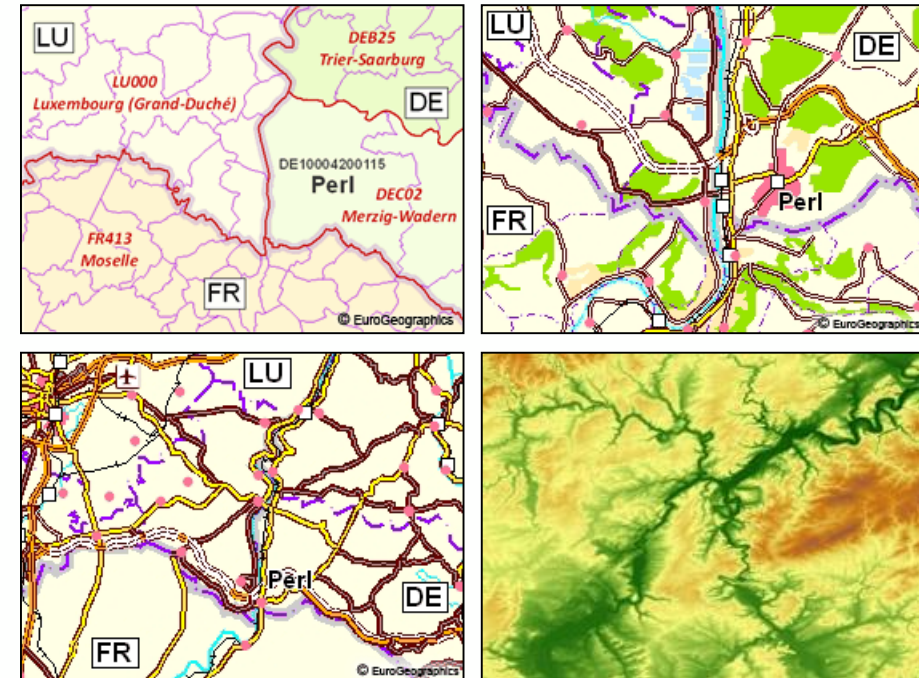 LU
DEB25
Trier-Saarburg
LU000
Luxembourg (Grand-Duché)
DE
DE10004200115
Perl
DEC02
Merzig-Wadern
FR413
Moselle
FR
© EuroGeographics
LU
DE
Perl
FR
© EuroGeographics
LU
Perl
DE
FR
© EuroGeographics